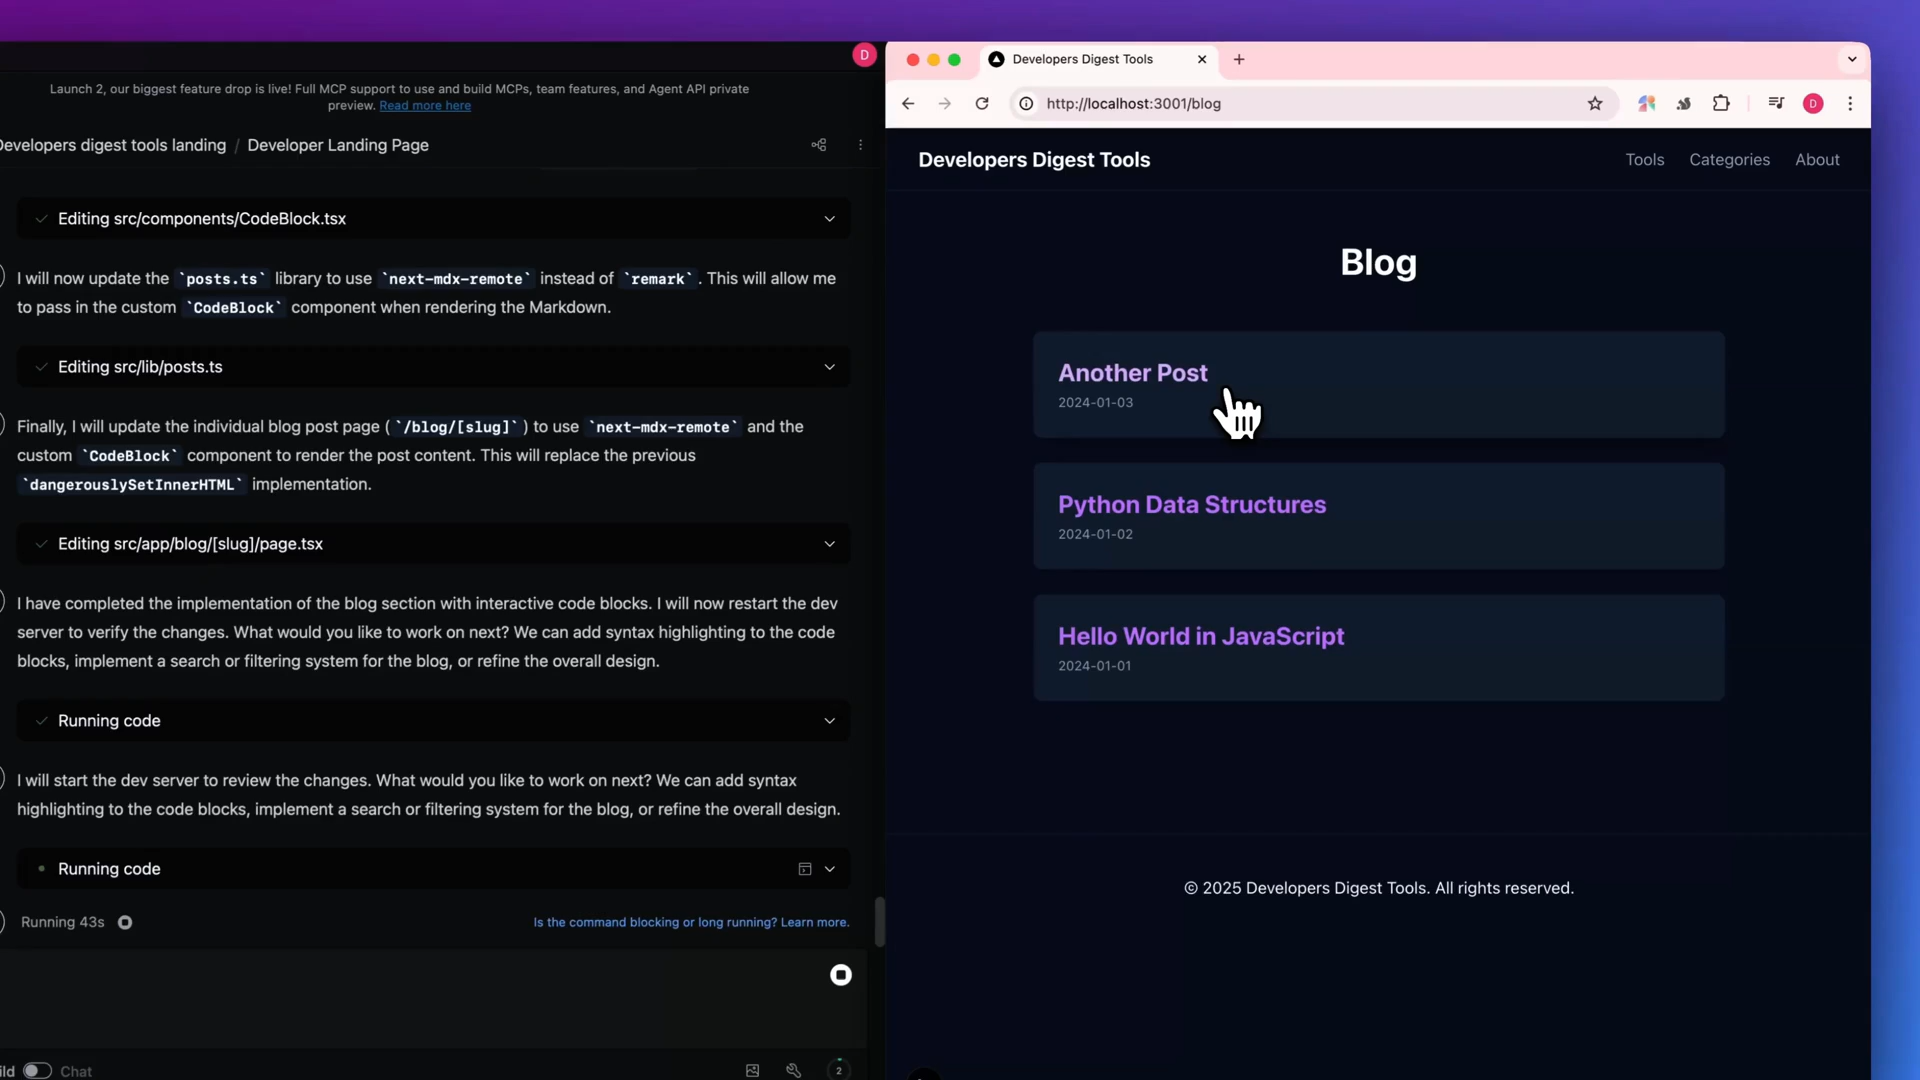 D
Launch 2, our biggest feature drop is live! Full MCP support to use and build MCPs, team features, and Agent API private
preview. Read more here
Developers digest tools landing / Developer Landing Page
Editing src/components/CodeBlock.tsx
I will now update the `posts.ts` library to use `next-mdx-remote` instead of `remark`. This will allow me
to pass in the custom `CodeBlock` component when rendering the Markdown.
Editing src/lib/posts.ts
Finally, I will update the individual blog post page (`/blog/[slug]`) to use `next-mdx-remote` and the
custom `CodeBlock` component to render the post content. This will replace the previous
`dangerouslySetInnerHTML` implementation.
Editing src/app/blog/[slug]/page.tsx
I have completed the implementation of the blog section with interactive code blocks. I will now restart the dev
server to verify the changes. What would you like to work on next? We can add syntax highlighting to the code
blocks, implement a search or filtering system for the blog, or refine the overall design.
Running code
I will start the dev server to review the changes. What would you like to work on next? We can add syntax
highlighting to the code blocks, implement a search or filtering system for the blog, or refine the overall design.
Running code
Running 43s
Is the command blocking or long running? Learn more.
ild Chat
2
Developers Digest Tools
http://localhost:3001/blog
D
Developers Digest Tools
Tools Categories About
Blog
Another Post
2024-01-03
Python Data Structures
2024-01-02
Hello World in JavaScript
2024-01-01
© 2025 Developers Digest Tools. All rights reserved.